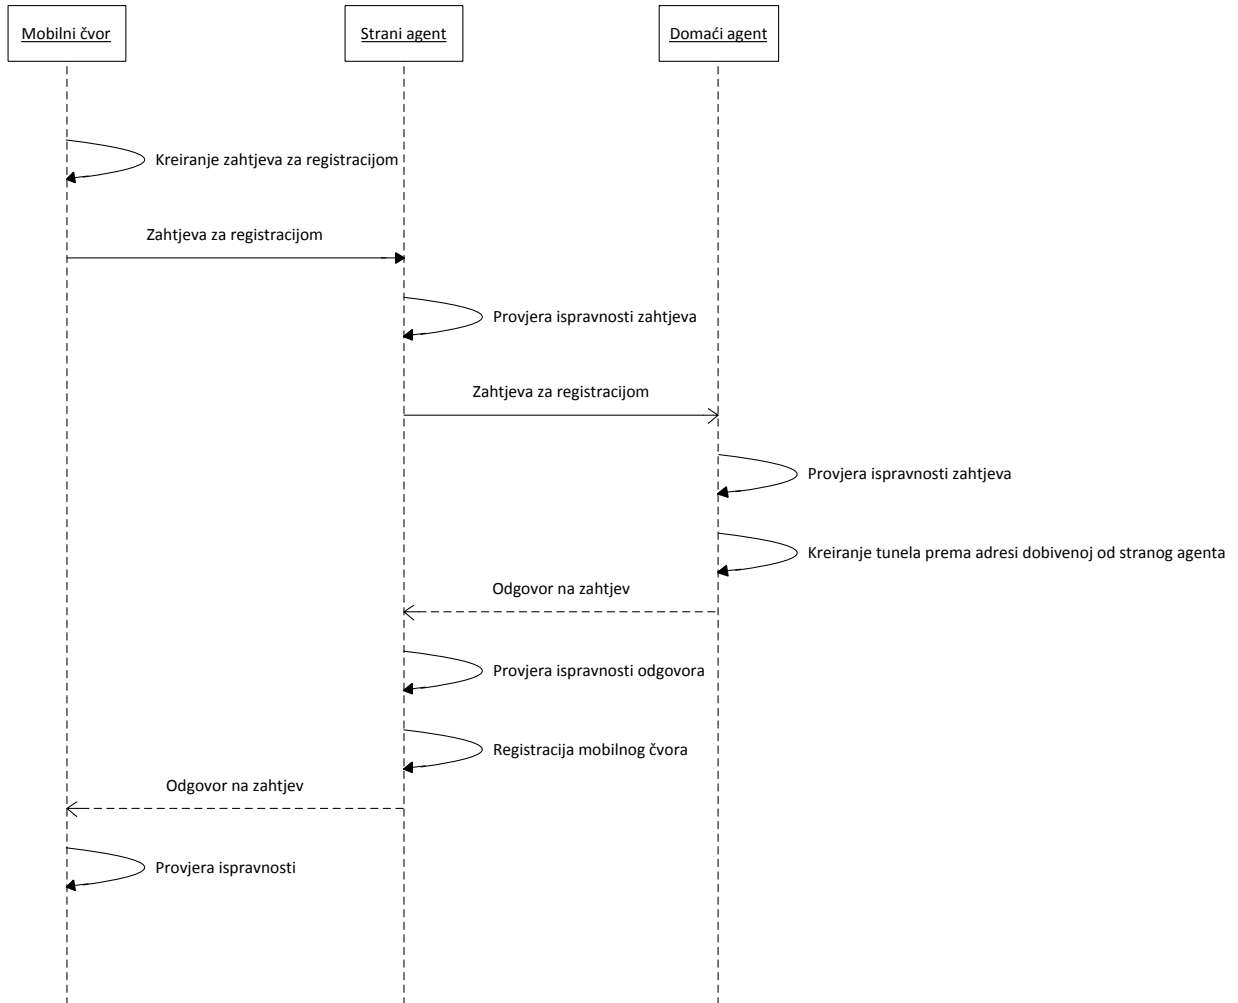 Mobilni čvor
Strani agent
Domaći agent
Kreiranje zahtjeva za registracijom
Zahtjeva za registracijom
Provjera ispravnosti zahtjeva
Zahtjeva za registracijom
Provjera ispravnosti zahtjeva
Kreiranje tunela prema adresi dobivenoj od stranog agenta
Odgovor na zahtjev
Provjera ispravnosti odgovora
Registracija mobilnog čvora
Odgovor na zahtjev
Provjera ispravnosti